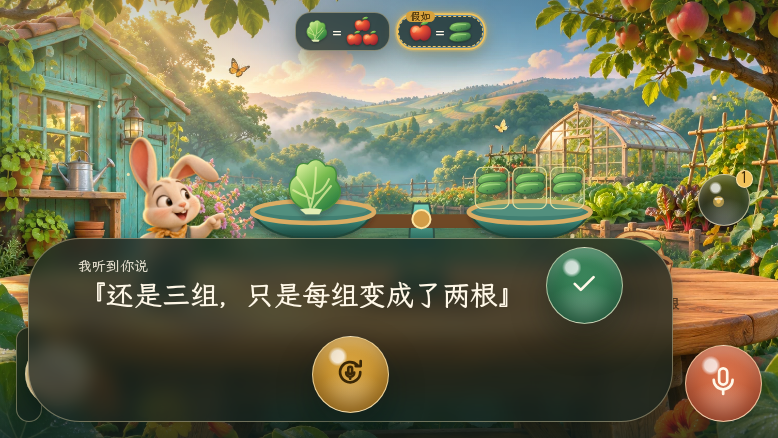 =
假如
=
1
我听到你说
『还是三组，只是每组变成了两根』